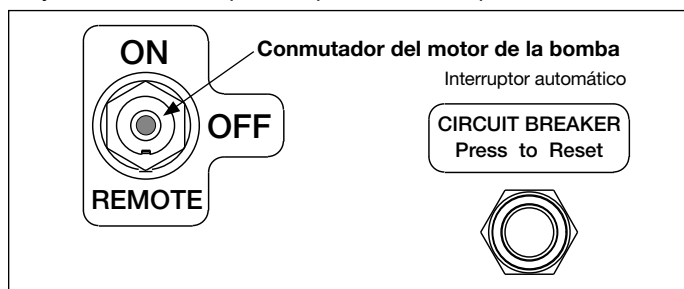 ON
Conmutador del motor de la bomba
Interruptor automático
OFF
CIRCUIT BREAKER
Press to Reset
REMOTE